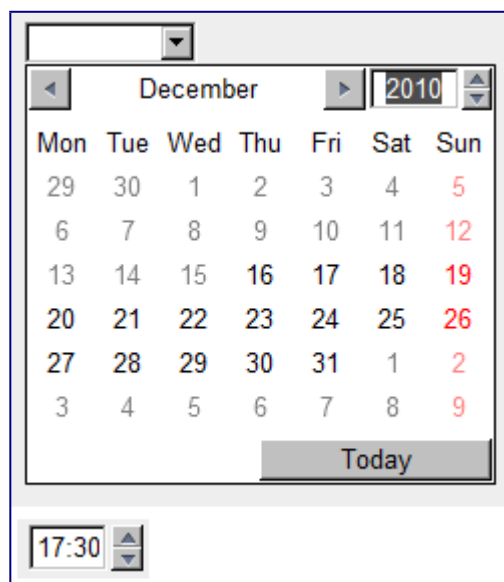 December 2010
Mon Tue Wed Thu Fri Sat Sun
29 30 1 2 3 4 5
6 7 8 9 10 11 12
13 14 15 16 17 18 19
20 21 22 23 24 25 26
27 28 29 30 31 1 2
3 4 5 6 7 8 9
Today
17:30